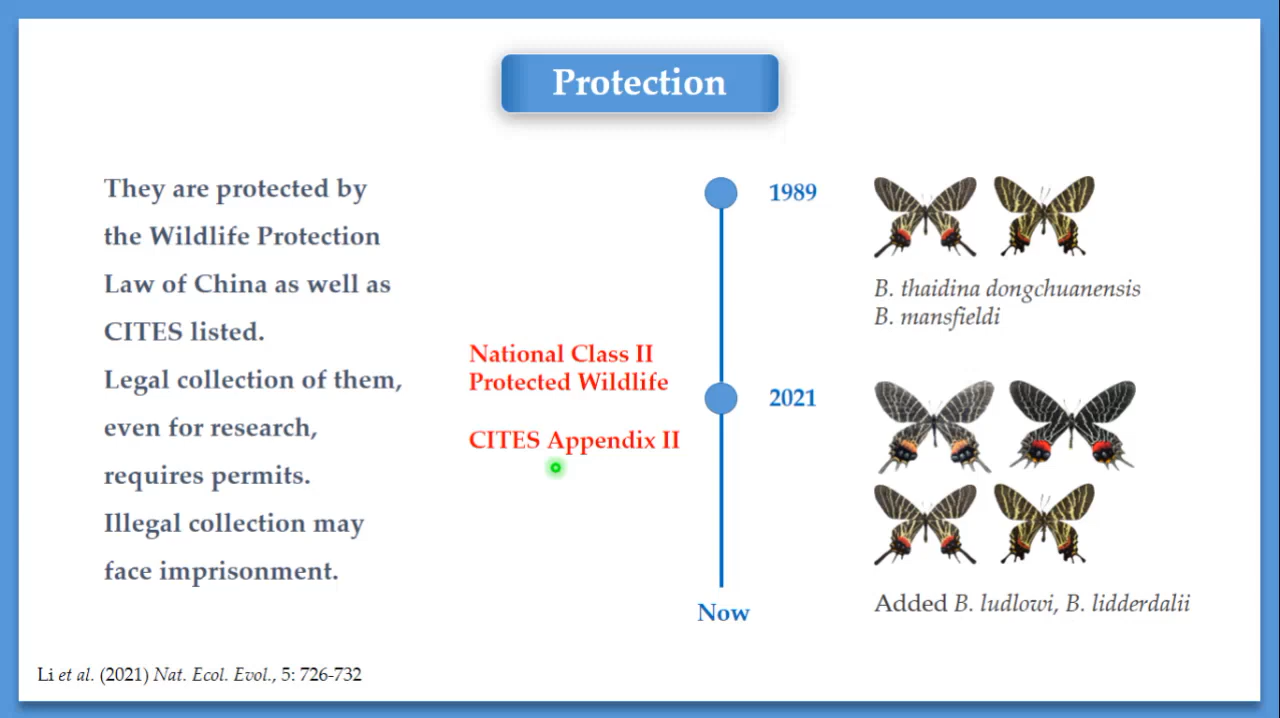 Protection
They are protected by
the Wildlife Protection
Law of China as well as
CITES listed.
Legal collection of them,
even for research,
requires permits.
Illegal collection may
face imprisonment.
National Class II
Protected Wildlife
CITES Appendix II
1989
B. thaidina dongchuanensis
B. mansfieldi
2021
Added B. ludlowi, B. lidderdalii
Now
Li et al. (2021) Nat. Ecol. Evol., 5: 726-732